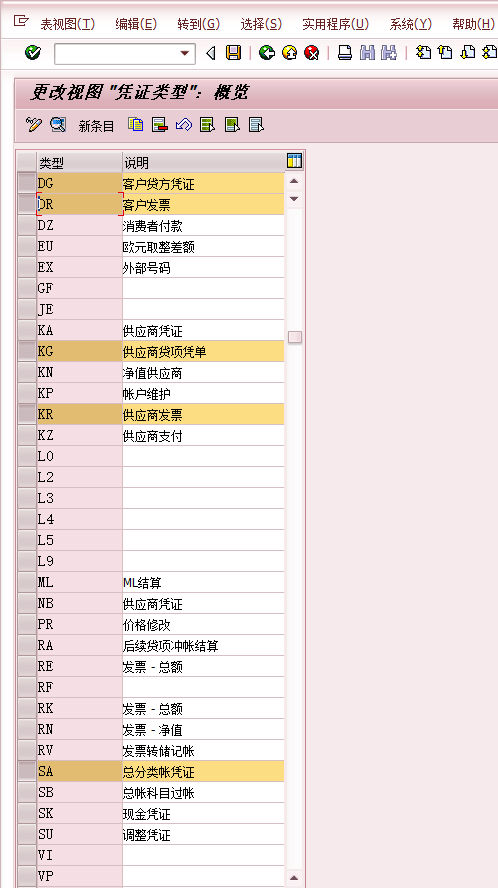 表视图(T) 编辑(E) 转到(G) 选择(S) 实用程序(U) 系统(Y) 帮助(H)
更改视图 "凭证类型": 概览
新条目
类型 说明
DG 客户贷方凭证
DR 客户发票
DZ 消费者付款
EU 欧元取整差额
EX 外部号码
GF
JE
KA 供应商凭证
KG 供应商贷项凭单
KN 净值供应商
KP 帐户维护
KR 供应商发票
KZ 供应商支付
L0
L2
L3
L4
L5
L9
ML ML结算
NB 供应商凭证
PR 价格修改
RA 后续贷项冲帐结算
RE 发票 - 总额
RF
RK 发票 - 总额
RN 发票 - 净值
RV 发票转储记帐
SA 总分类帐凭证
SB 总帐科目过帐
SK 现金凭证
SU 调整凭证
VI
VP